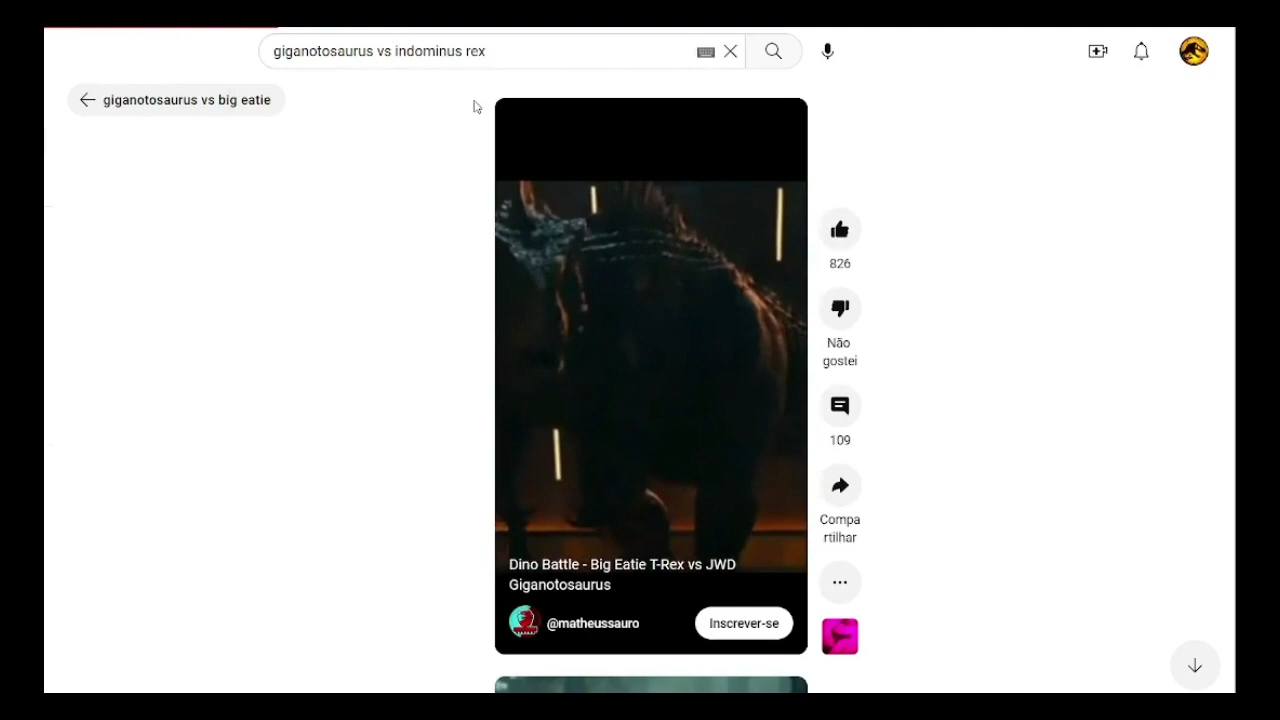 giganotosaurus vs indominus rex
giganotosaurus vs big eatie
826
Não
gostei
109
Compa
rtilhar
Dino Battle - Big Eatie T-Rex vs JWD
Giganotosaurus
@matheussauro
Inscrever-se